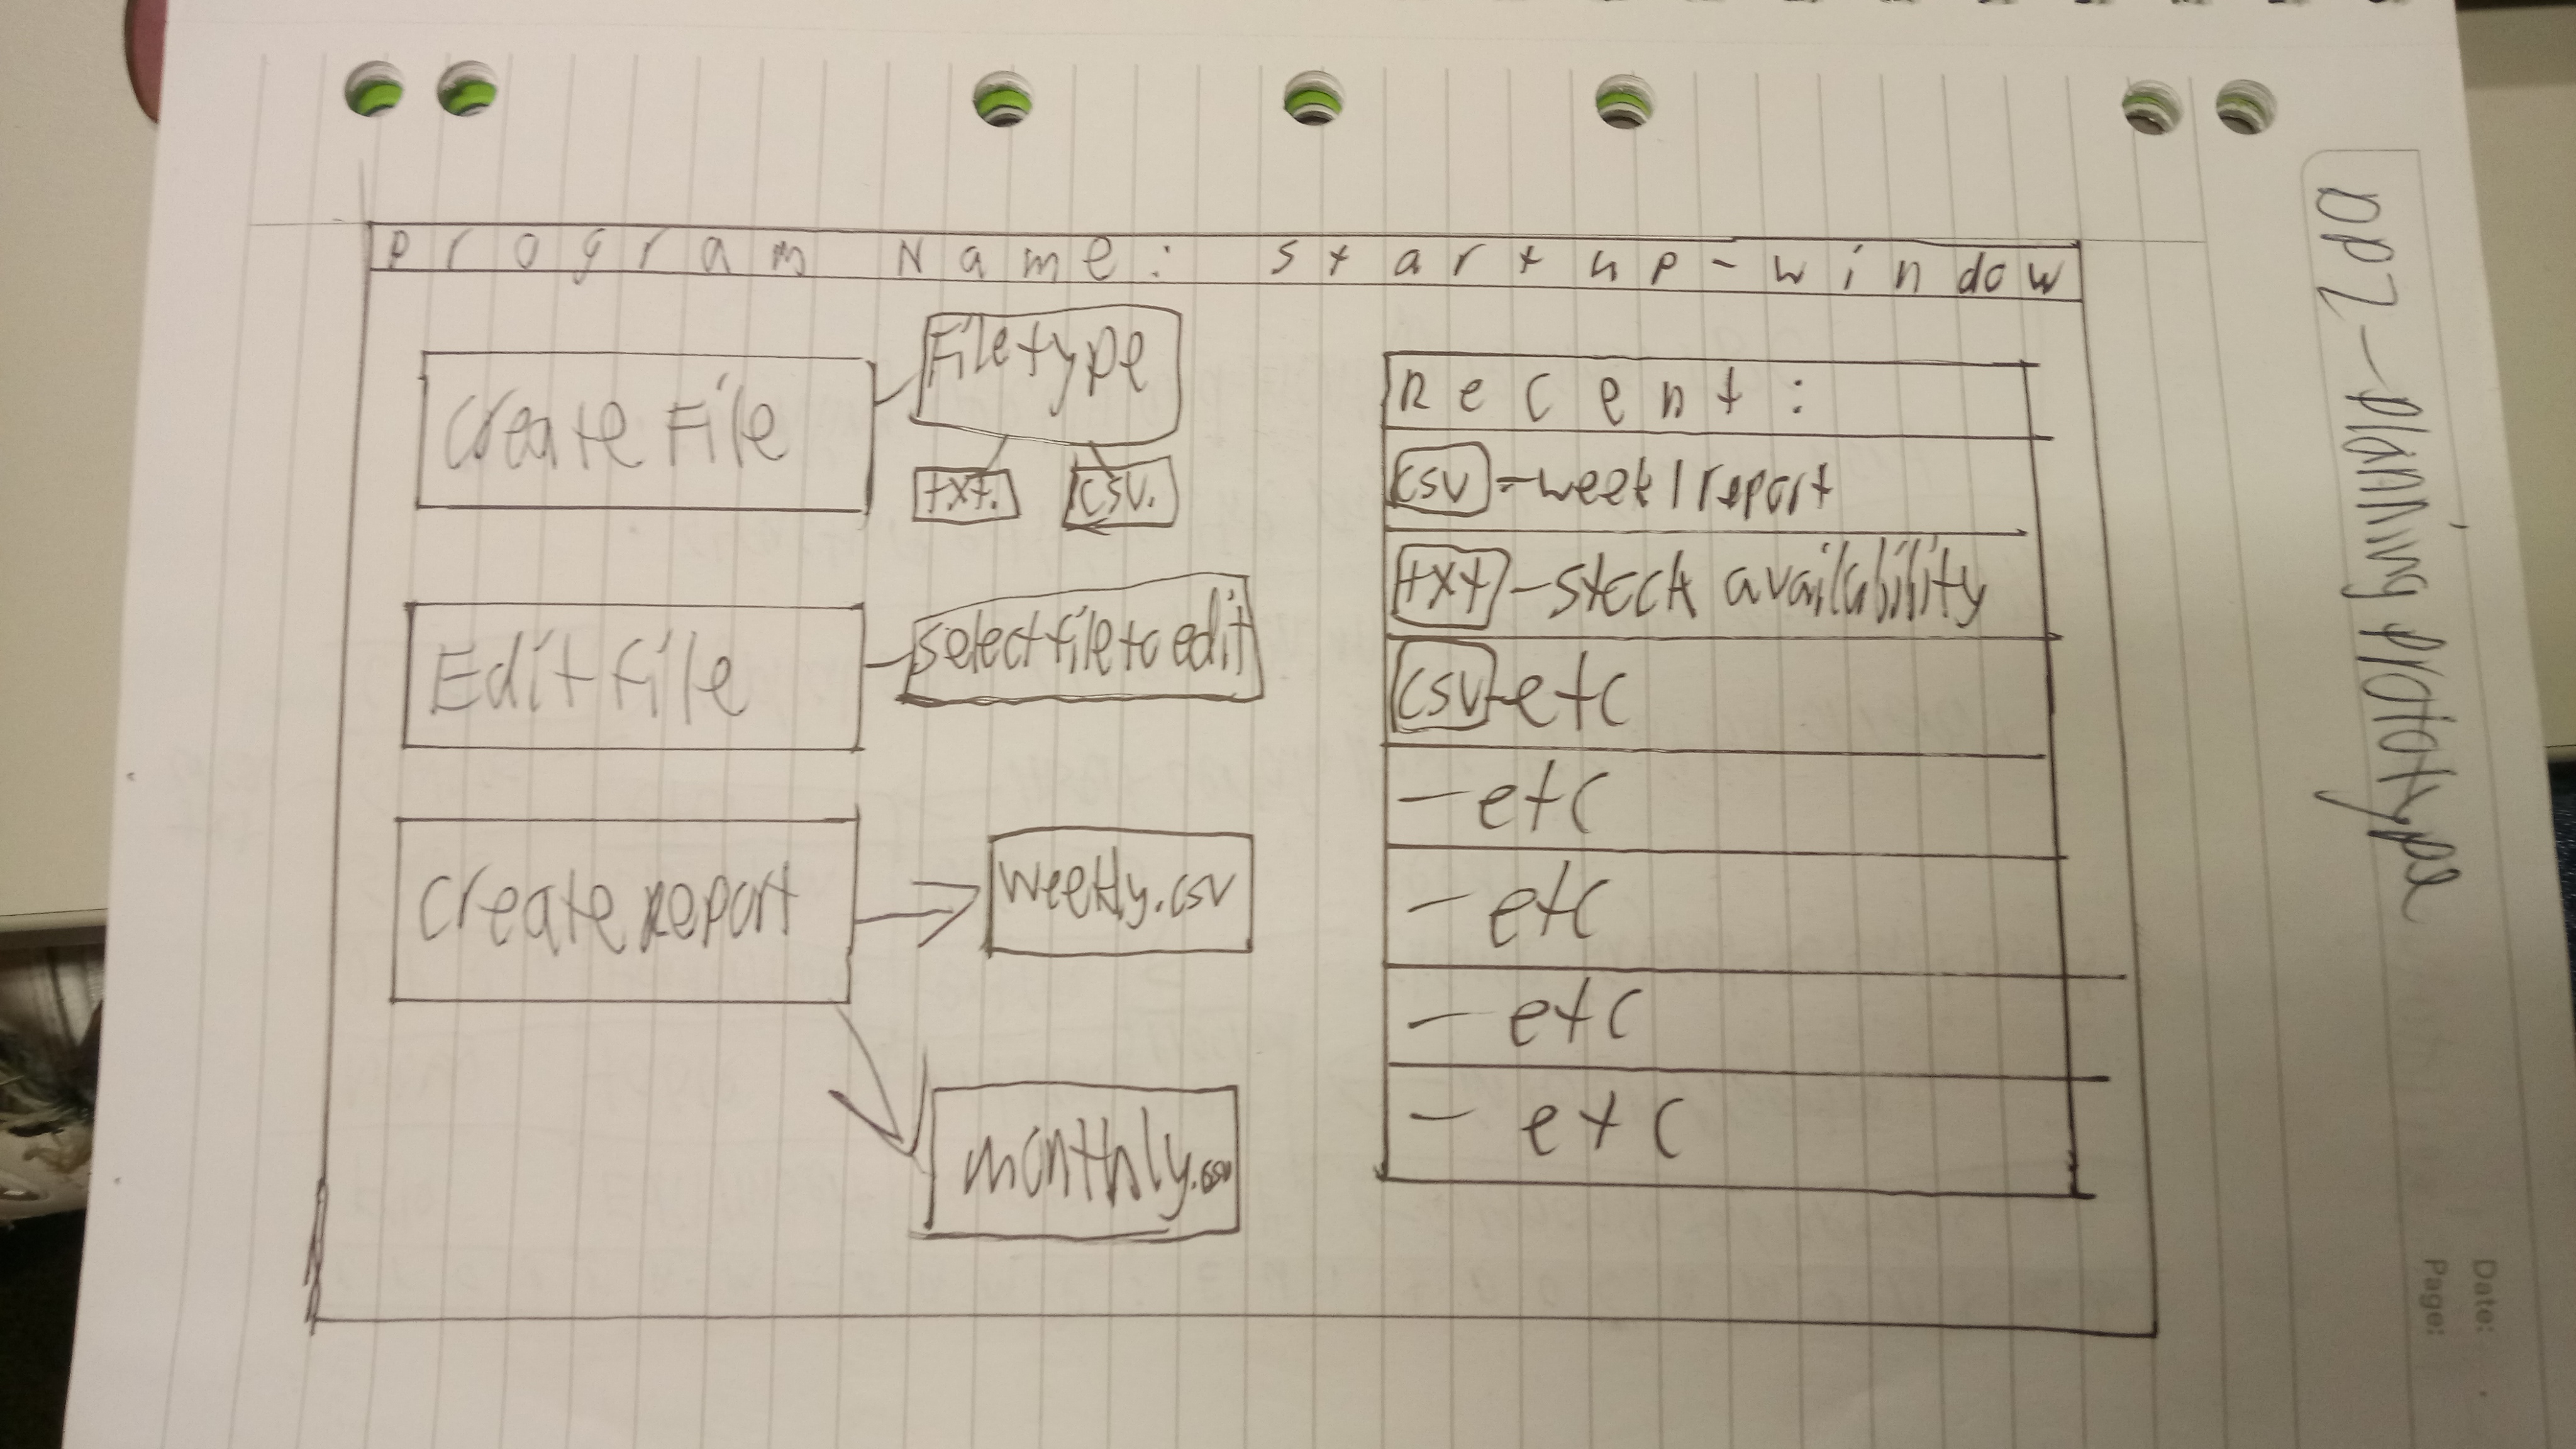 Program Name: Startup-window
Create File
Filetype
txt.
csv.
Edit file
select file to edit
Create report
weekly.csv
monthly.csv
Recent:
csv - week 1 report
txt - stock availability
csv - etc
- etc
- etc
- etc
- etc
- planning prototype
Date:
Page: